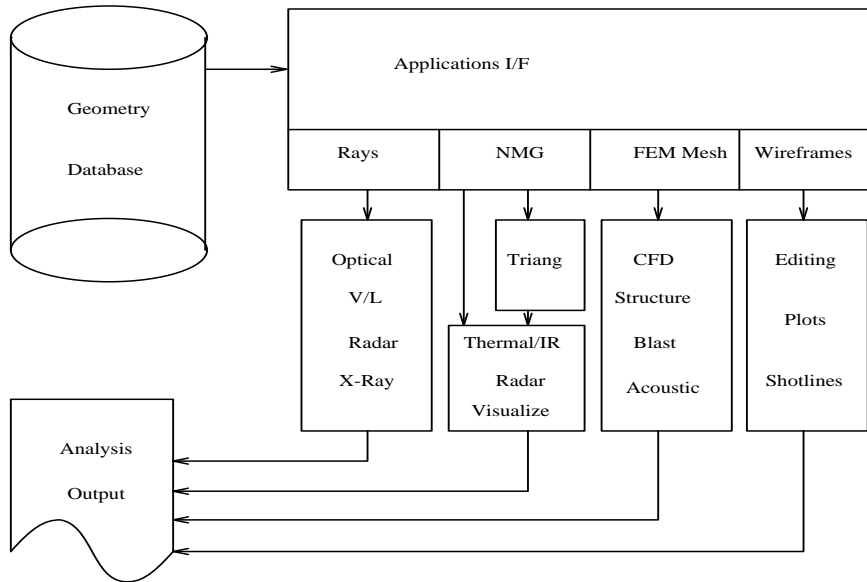 Geometry
Database
Applications I/F
Rays
NMG
FEM Mesh
Wireframes
Optical
V/L
Radar
X-Ray
Triang
Thermal/IR
Radar
Visualize
CFD
Structure
Blast
Acoustic
Editing
Plots
Shotlines
Analysis
Output